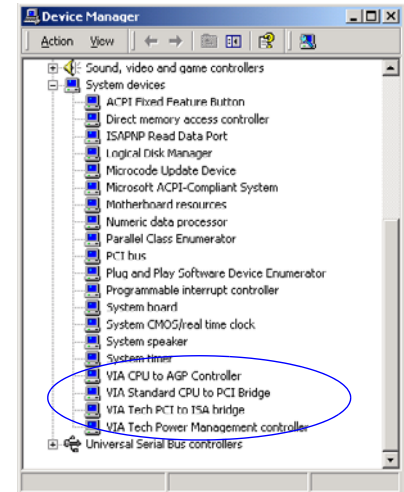 Device Manager
Action View
Sound, video and game controllers
System devices
ACPI Fixed Feature Button
Direct memory access controller
ISAPNP Read Data Port
Logical Disk Manager
Microcode Update Device
Microsoft ACPI-Compliant System
Motherboard resources
Numeric data processor
Parallel Class Enumerator
PCI bus
Plug and Play Software Device Enumerator
Programmable interrupt controller
System board
System CMOS/real time clock
System speaker
System timer
VIA CPU to AGP Controller
VIA Standard CPU to PCI Bridge
VIA Tech PCI to ISA bridge
VIA Tech Power Management controller
Universal Serial Bus controllers